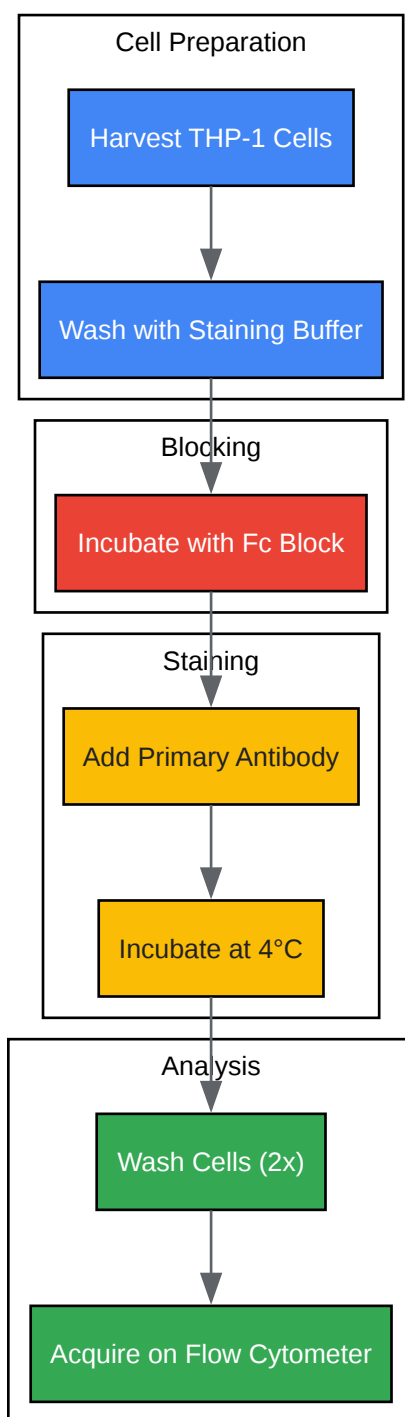 Cell Preparation
Harvest THP-1 Cells
Wash with Staining Buffer
Blocking
Incubate with Fc Block
Staining
Add Primary Antibody
Incubate at 4°C
Analysis
Wash Cells (2x)
Acquire on Flow Cytometer